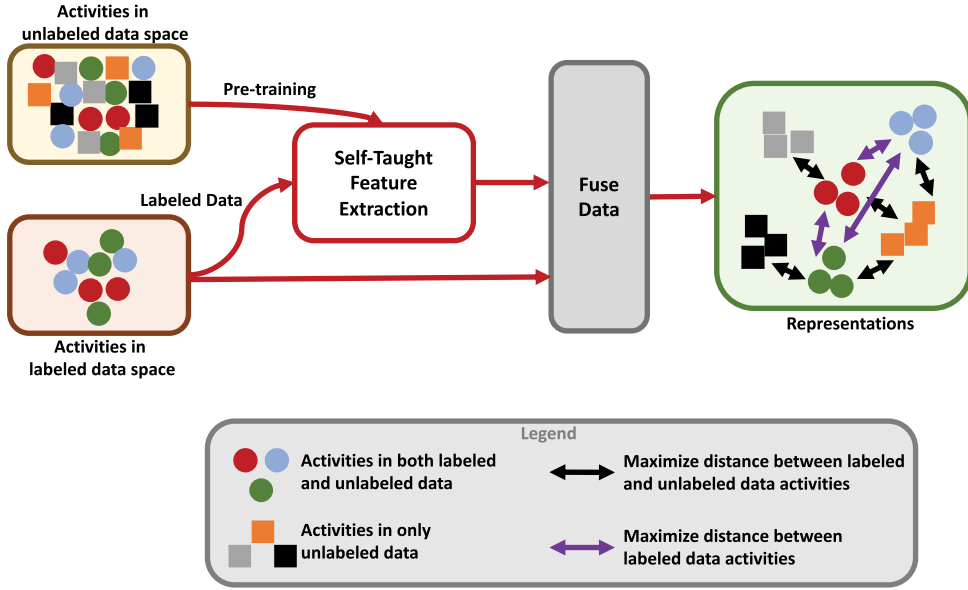 Activities in
unlabeled data space
Pre-training
Self-Taught
Feature
Extraction
Labeled Data
Fuse
Data
Activities in
labeled data space
Representations
Legend
Activities in both labeled
and unlabeled data
Maximize distance between labeled
and unlabeled data activities
Activities in only
unlabeled data
Maximize distance between
labeled data activities